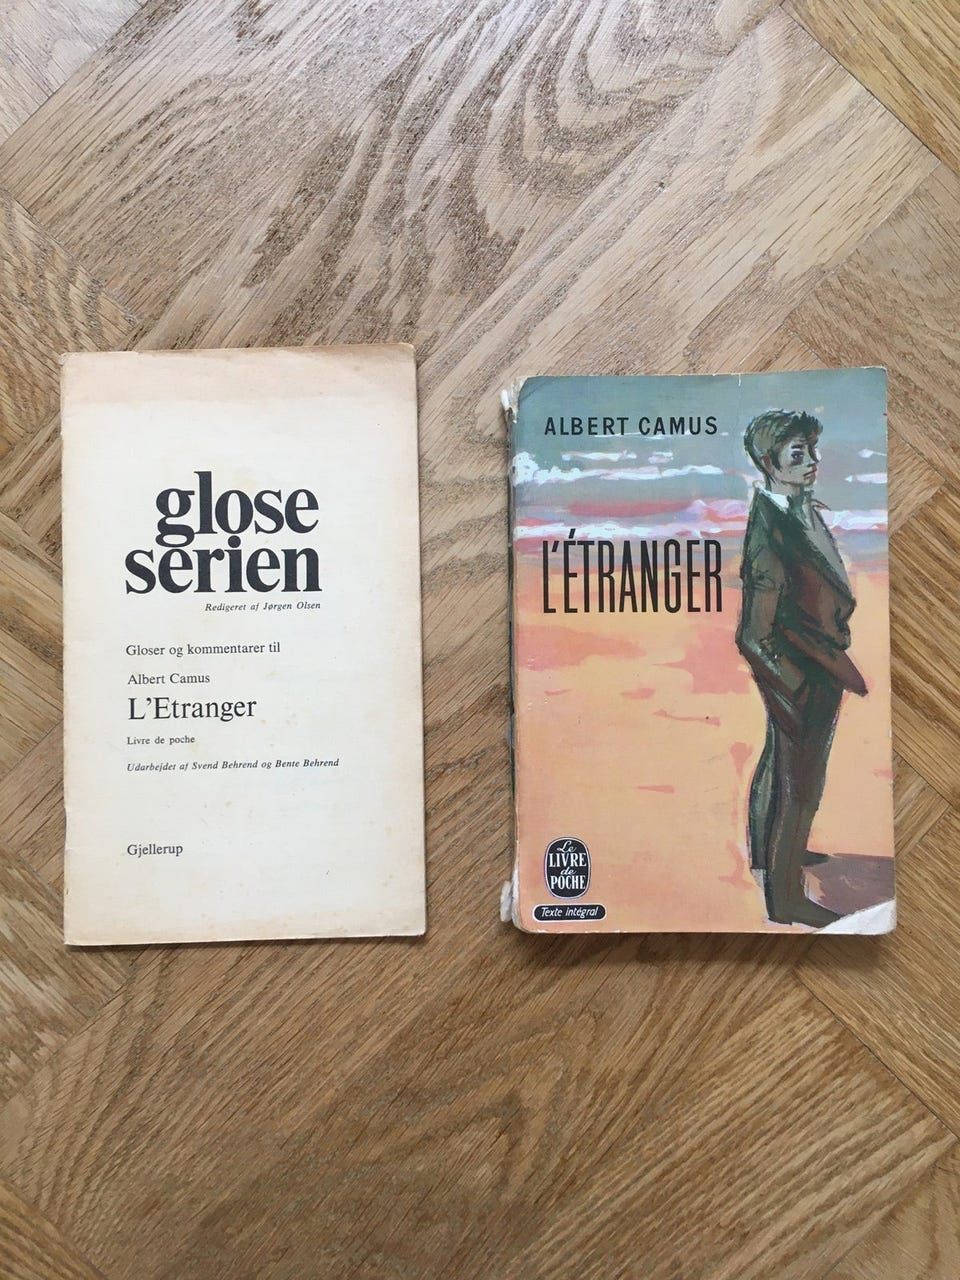 glose
serien
Redigeret af Jørgen Olsen
Gloser og kommentarer til
Albert Camus
L'Etranger
Livre de poche
Udarbejdet af Svend Behrend og Bente Behrend
Gjellerup
ALBERT CAMUS
L'ÉTRANGER
Le
LIVRE
de
POCHE
Texte intégral